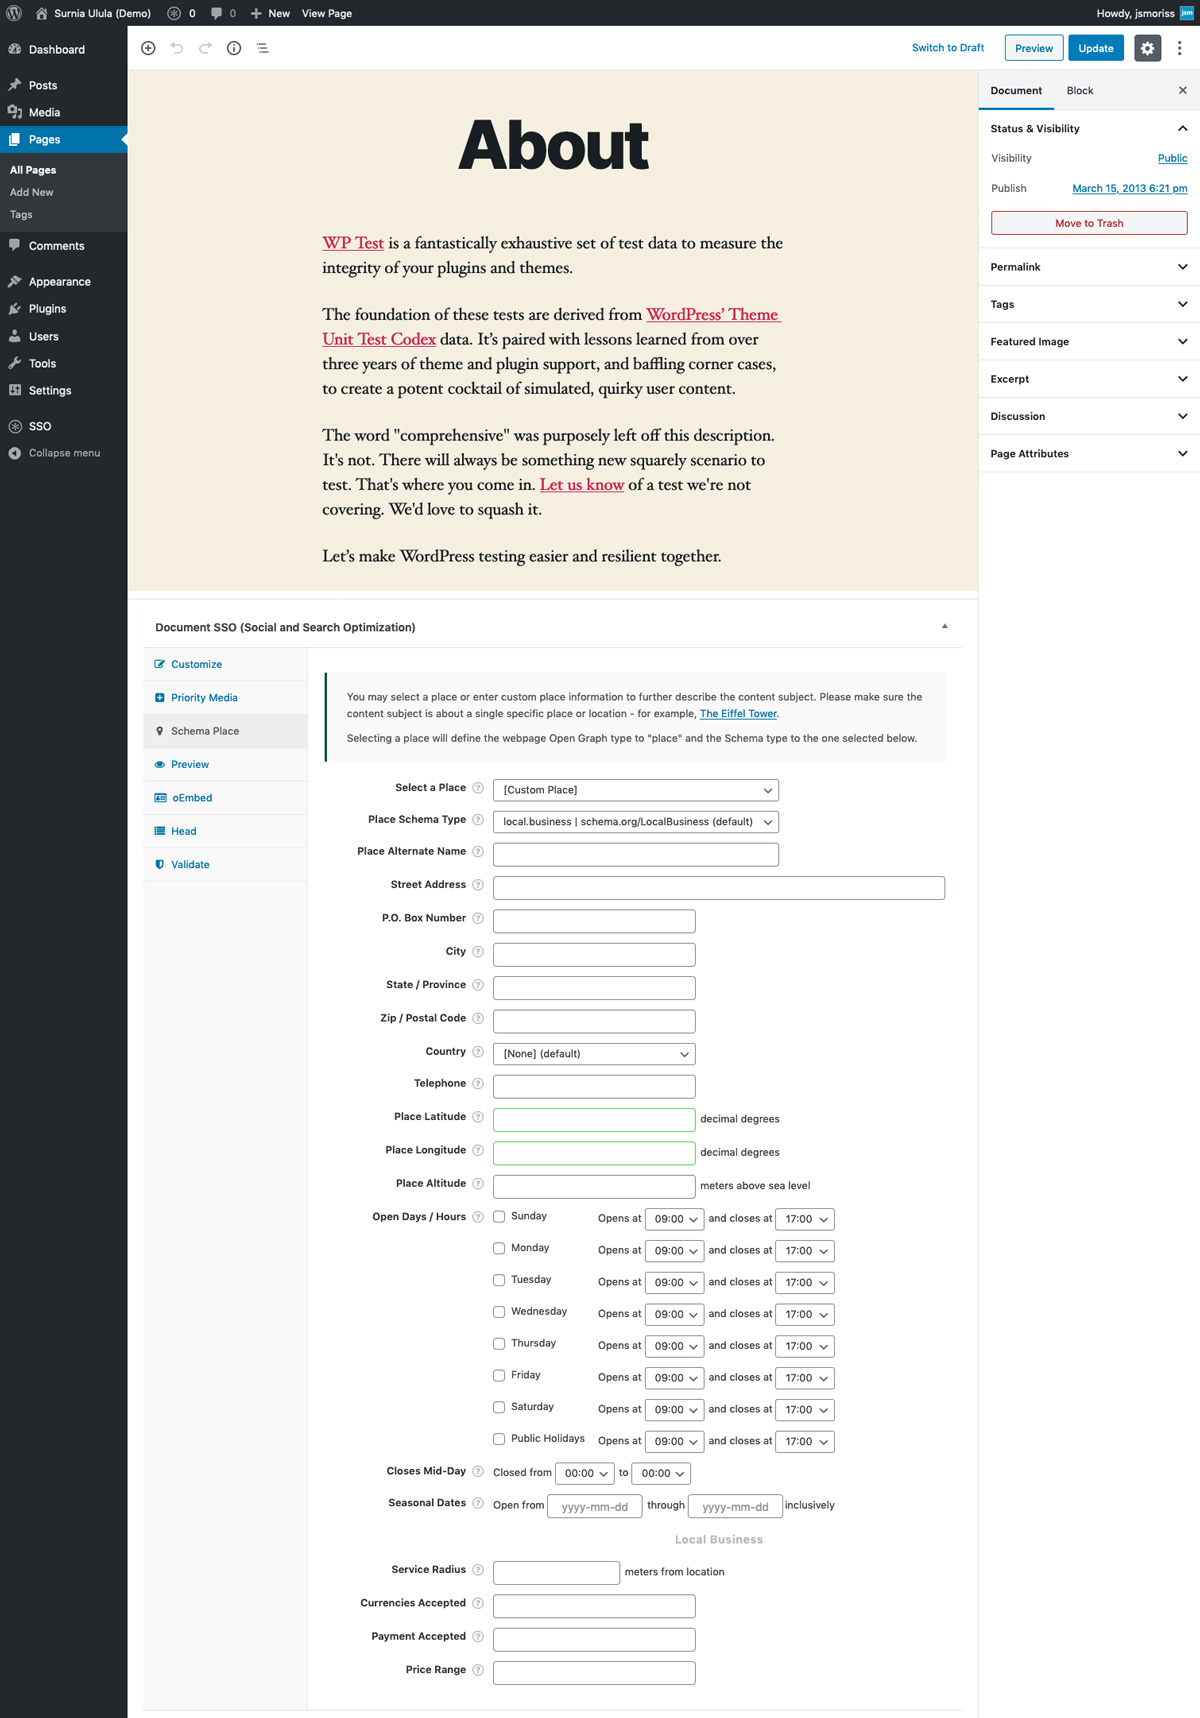 Surnia Ulula (Demo) 0 0 New View Page Howdy, jsmoriss jsm
Dashboard
Posts
Media
Pages
All Pages
Add New
Tags
Comments
Appearance
Plugins
Users
Tools
Settings
SSO
Collapse menu
Switch to Draft Preview Update
About
WP Test is a fantastically exhaustive set of test data to measure the
integrity of your plugins and themes.
The foundation of these tests are derived from WordPress’ Theme
Unit Test Codex data. It’s paired with lessons learned from over
three years of theme and plugin support, and baffling corner cases,
to create a potent cocktail of simulated, quirky user content.
The word "comprehensive" was purposely left off this description.
It's not. There will always be something new squarely scenario to
test. That's where you come in. Let us know of a test we're not
covering. We'd love to squash it.
Let’s make WordPress testing easier and resilient together.
Document Block
Status & Visibility
Visibility Public
Publish March 15, 2013 6:21 pm
Move to Trash
Permalink
Tags
Featured Image
Excerpt
Discussion
Page Attributes
Document SSO (Social and Search Optimization)
Customize
Priority Media
Schema Place
Preview
oEmbed
Head
Validate
You may select a place or enter custom place information to further describe the content subject. Please make sure the
content subject is about a single specific place or location - for example, The Eiffel Tower.
Selecting a place will define the webpage Open Graph type to "place" and the Schema type to the one selected below.
Select a Place ? [Custom Place]
Place Schema Type ? local.business | schema.org/LocalBusiness (default)
Place Alternate Name ?
Street Address ?
P.O. Box Number ?
City ?
State / Province ?
Zip / Postal Code ?
Country ? [None] (default)
Telephone ?
Place Latitude ? decimal degrees
Place Longitude ? decimal degrees
Place Altitude ? meters above sea level
Open Days / Hours ? Sunday Opens at 09:00 and closes at 17:00
Monday Opens at 09:00 and closes at 17:00
Tuesday Opens at 09:00 and closes at 17:00
Wednesday Opens at 09:00 and closes at 17:00
Thursday Opens at 09:00 and closes at 17:00
Friday Opens at 09:00 and closes at 17:00
Saturday Opens at 09:00 and closes at 17:00
Public Holidays Opens at 09:00 and closes at 17:00
Closes Mid-Day ? Closed from 00:00 to 00:00
Seasonal Dates ? Open from yyyy-mm-dd through yyyy-mm-dd inclusively
Local Business
Service Radius ? meters from location
Currencies Accepted ?
Payment Accepted ?
Price Range ?